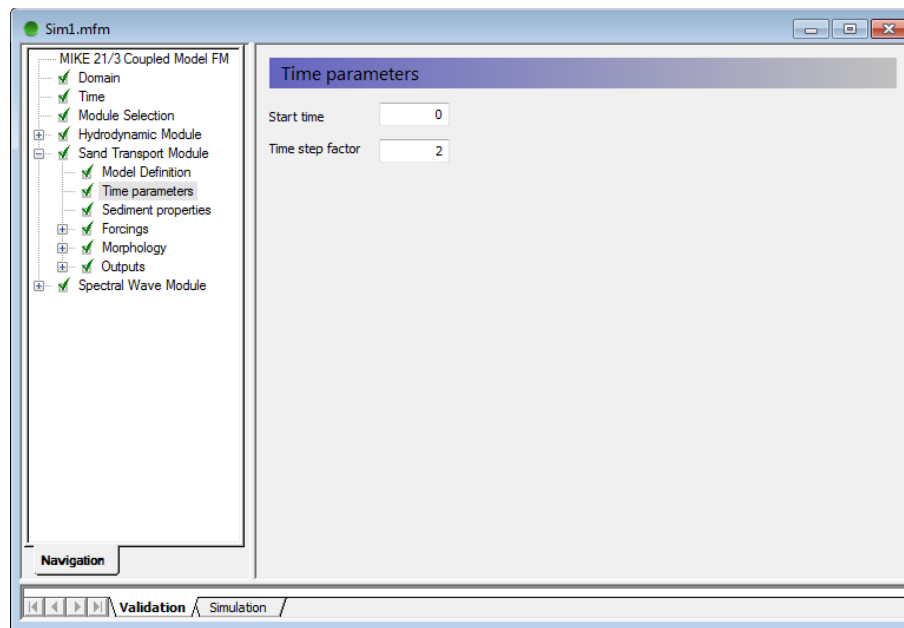 Sim1.mfm
MIKE 21/3 Coupled Model FM
Domain
Time
Module Selection
Hydrodynamic Module
Sand Transport Module
Model Definition
Time parameters
Sediment properties
Forcings
Morphology
Outputs
Spectral Wave Module
Navigation
Time parameters
Start time 0
Time step factor 2
Validation Simulation